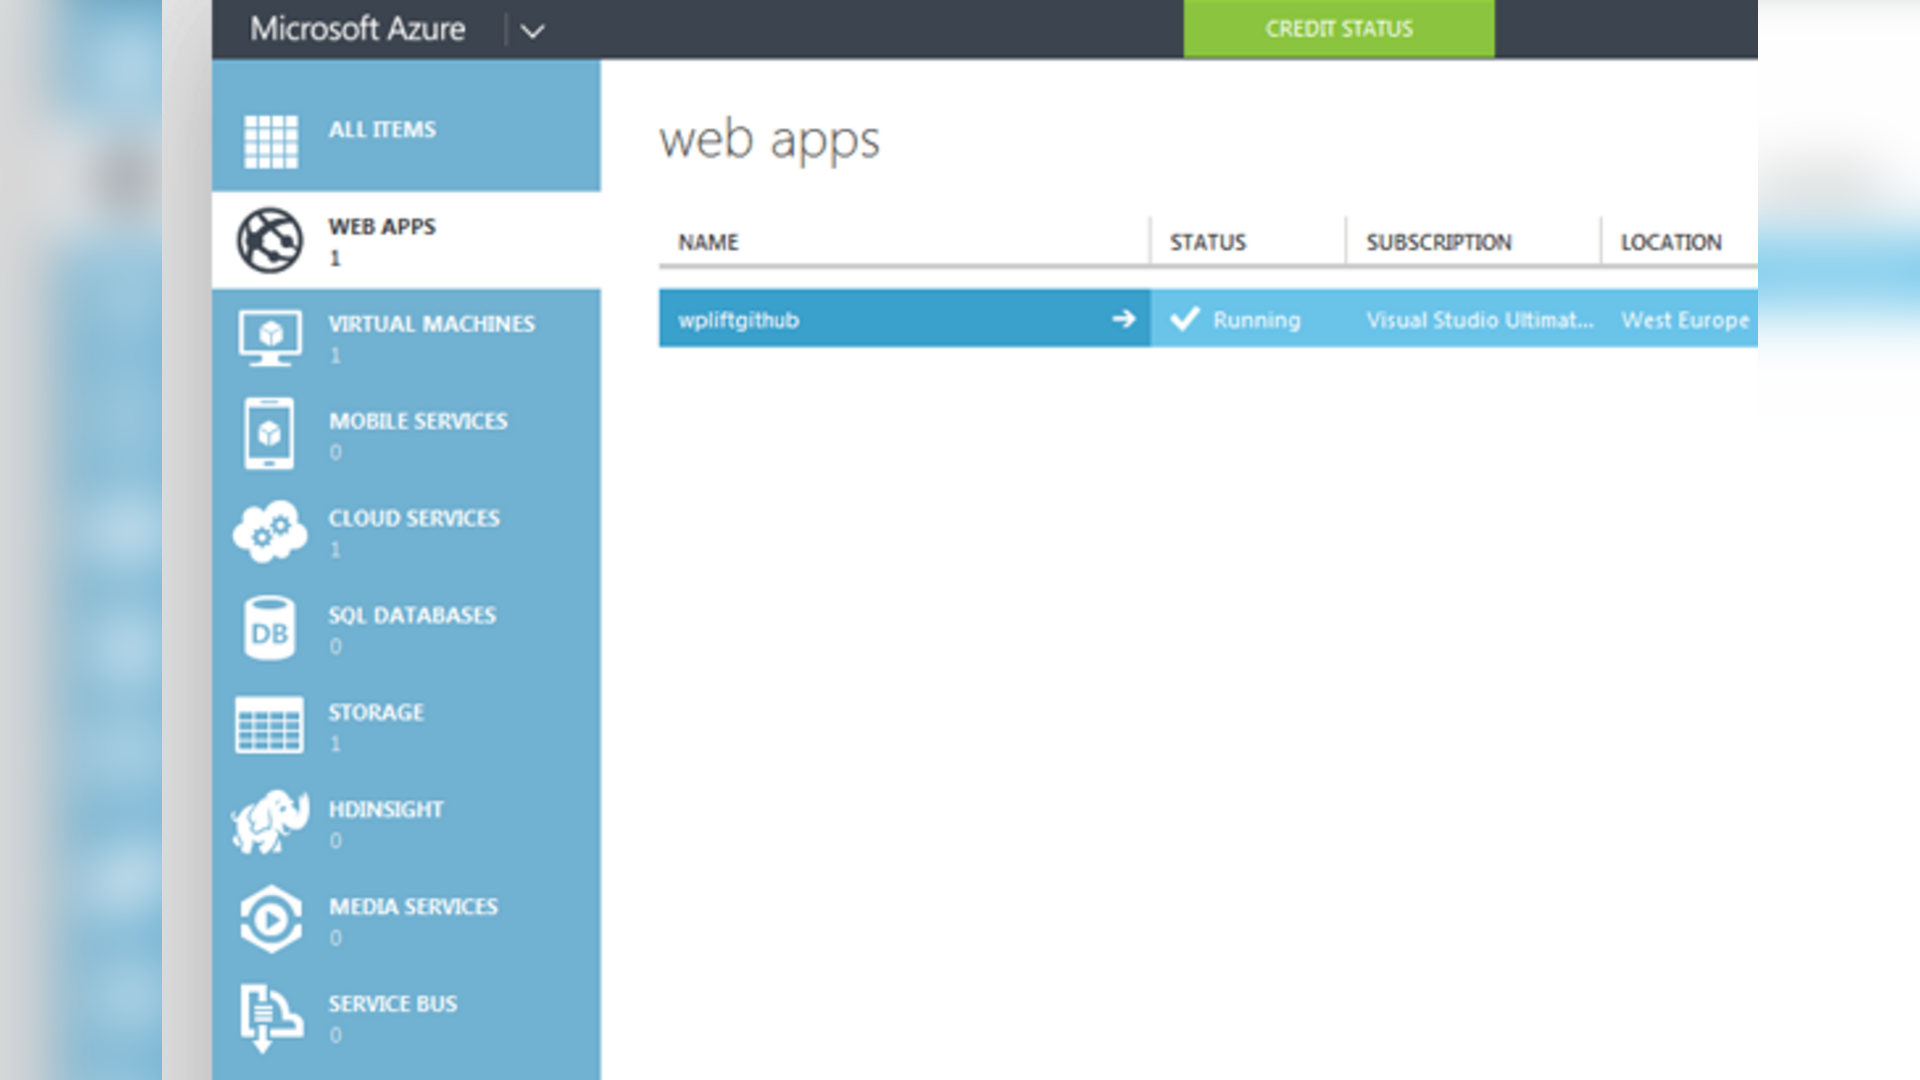 Microsoft Azure
CREDIT STATUS
ALL ITEMS
WEB APPS
1
VIRTUAL MACHINES
1
MOBILE SERVICES
0
CLOUD SERVICES
1
DB
SQL DATABASES
0
STORAGE
1
HDINSIGHT
0
MEDIA SERVICES
0
SERVICE BUS
0
web apps
NAME STATUS SUBSCRIPTION LOCATION
wpliftgithub Running Visual Studio Ultimat... West Europe